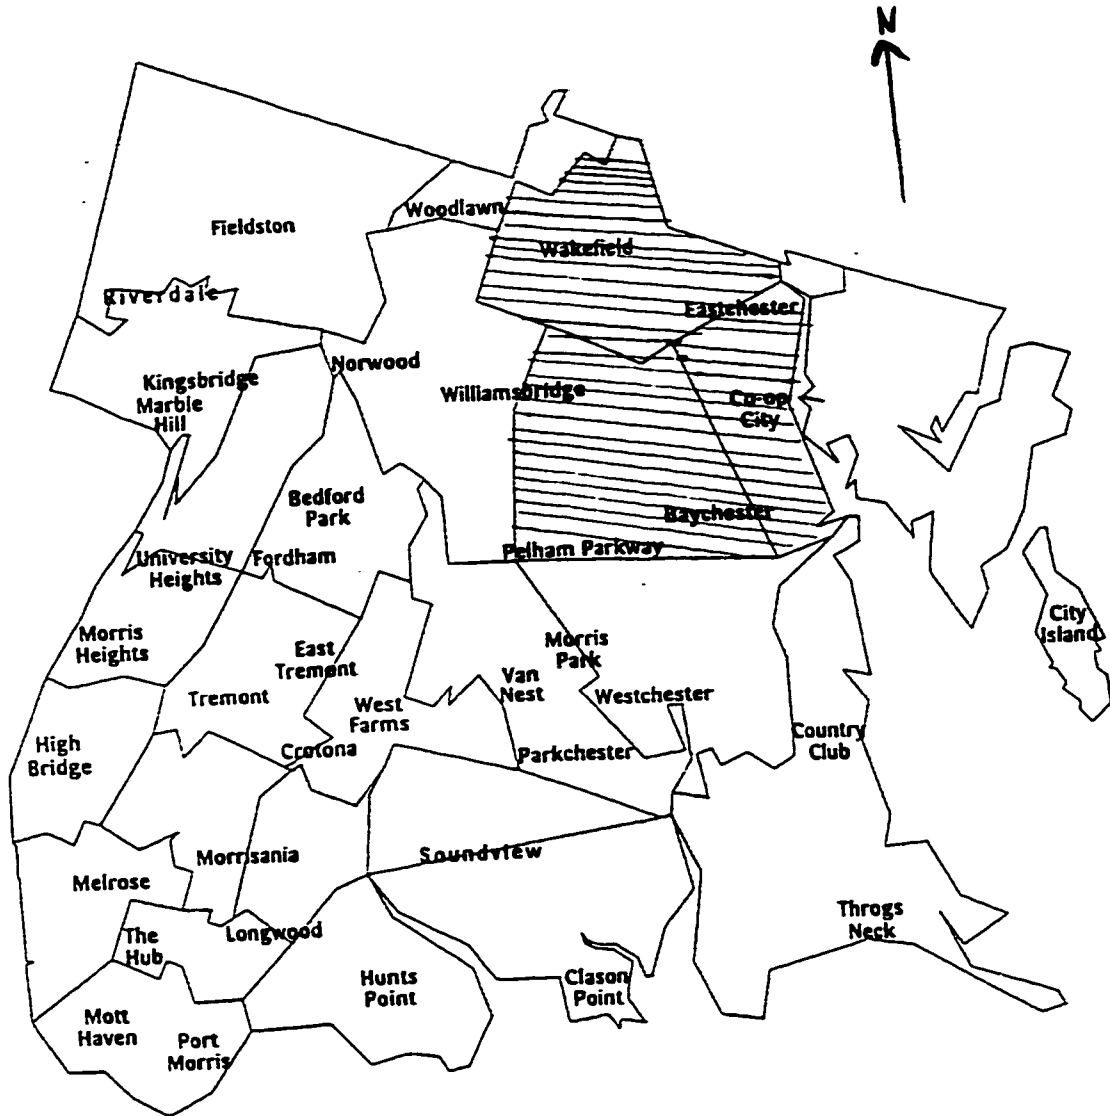 N
Woodlawn
Fieldston
Wakefield
Riverdale
Eastchester
Norwood
Kingsbridge
Marble
Hill
Williamsbridge
Co-op
City
Bedford
Park
Baychester
University
Heights
Fordham
Pelham Parkway
City
Island
Morris
Heights
East
Tremont
Morris
Park
Tremont
Van
Nest
Westchester
West
Farms
High
Bridge
Crotona
Parkchester
Country
Club
Morrisania
Soundview
Melrose
The
Hub
Longwood
Throgs
Neck
Hunts
Point
Clason
Point
Mott
Haven
Port
Morris